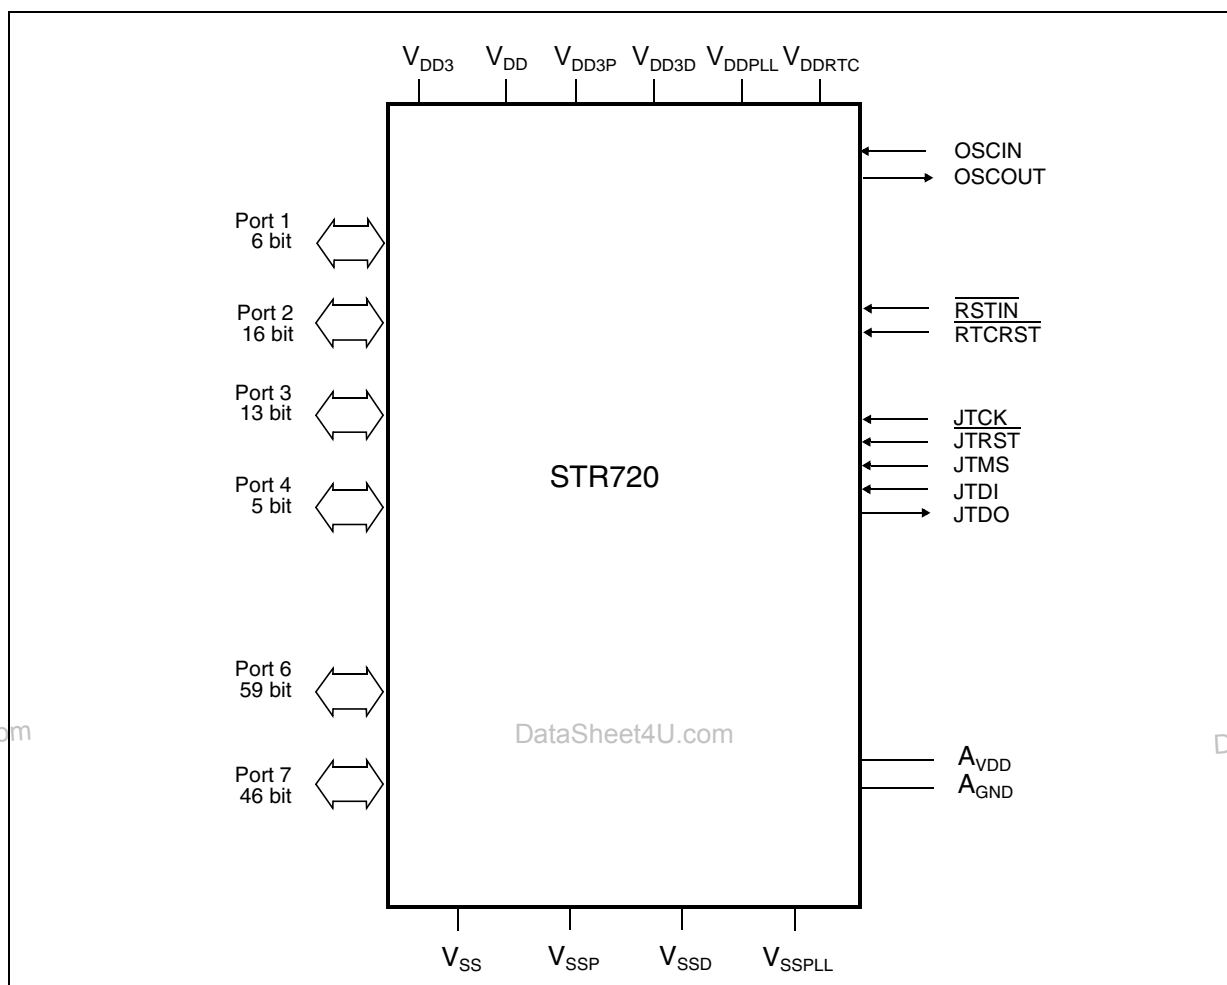 VDD3 VDD VDD3P VDD3D VDDPLL VDDRTC
OSCIN
OSCOUT
Port 1
6 bit
Port 2
16 bit
RSTIN
RTCRST
Port 3
13 bit
JTCK
JTRST
JTMS
JTDI
JTDO
Port 4
5 bit
STR720
Port 6
59 bit
om
DataSheet4U.com
D
Port 7
46 bit
AVDD
AGND
VSS VSSP VSSD VSSPLL